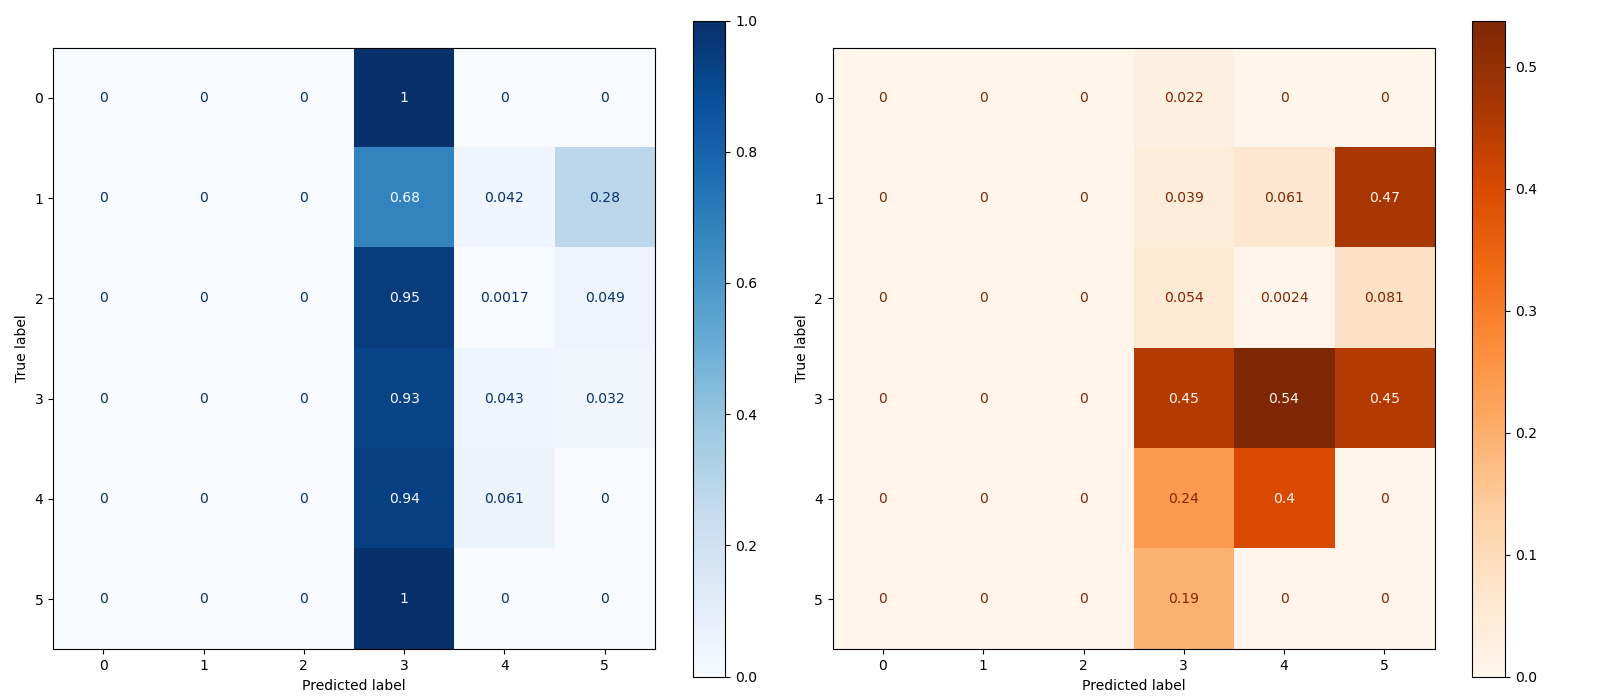 1.0
0 0 0 0 1 0 0
0.8
1 0 0 0 0.68 0.042 0.28
0.6
2 0 0 0 0.95 0.0017 0.049
True label
3 0 0 0 0.93 0.043 0.032
0.4
4 0 0 0 0.94 0.061 0
0.2
5 0 0 0 1 0 0
0.0
0 1 2 3 4 5
Predicted label
0.5
0 0 0 0 0.022 0 0
0.4
1 0 0 0 0.039 0.061 0.47
0.3
2 0 0 0 0.054 0.0024 0.081
True label
3 0 0 0 0.45 0.54 0.45
0.2
4 0 0 0 0.24 0.4 0
0.1
5 0 0 0 0.19 0 0
0.0
0 1 2 3 4 5
Predicted label